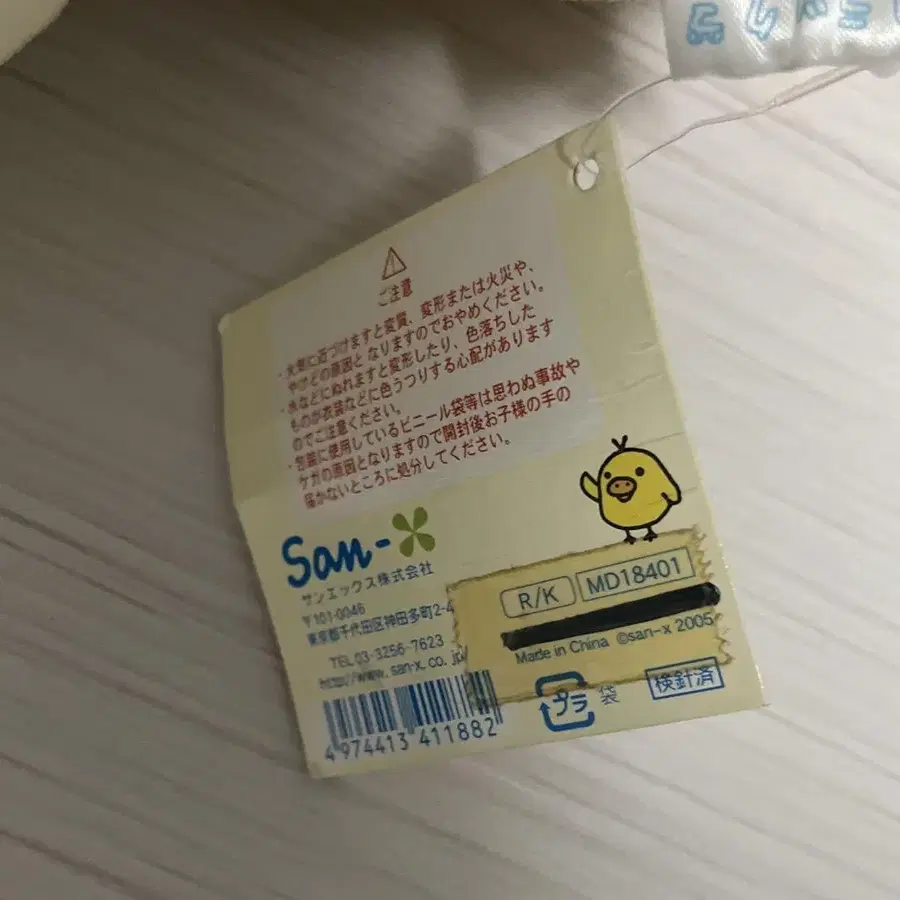 ご注意
・火気に近づけますと変質、変形または火災や、
やけどの原因となりますのでおやめください。
・水などにぬれますと変形したり、色落ちした
ものが衣装などに色うつりする心配があります
のでご注意ください。
・包装に使用しているビニール袋等は思わぬ事故や
ケガの原因となりますので開封後お子様の手の
届かないところに処分してください。
San-X
サンエックス株式会社
〒101-0046
東京都千代田区神田多町2-4
TEL.03-3256-7623
http://www.san-x.co.jp/
4974413 411882
R/K MD18401
Made in China ©san-x 2005
プラ 袋 検針済